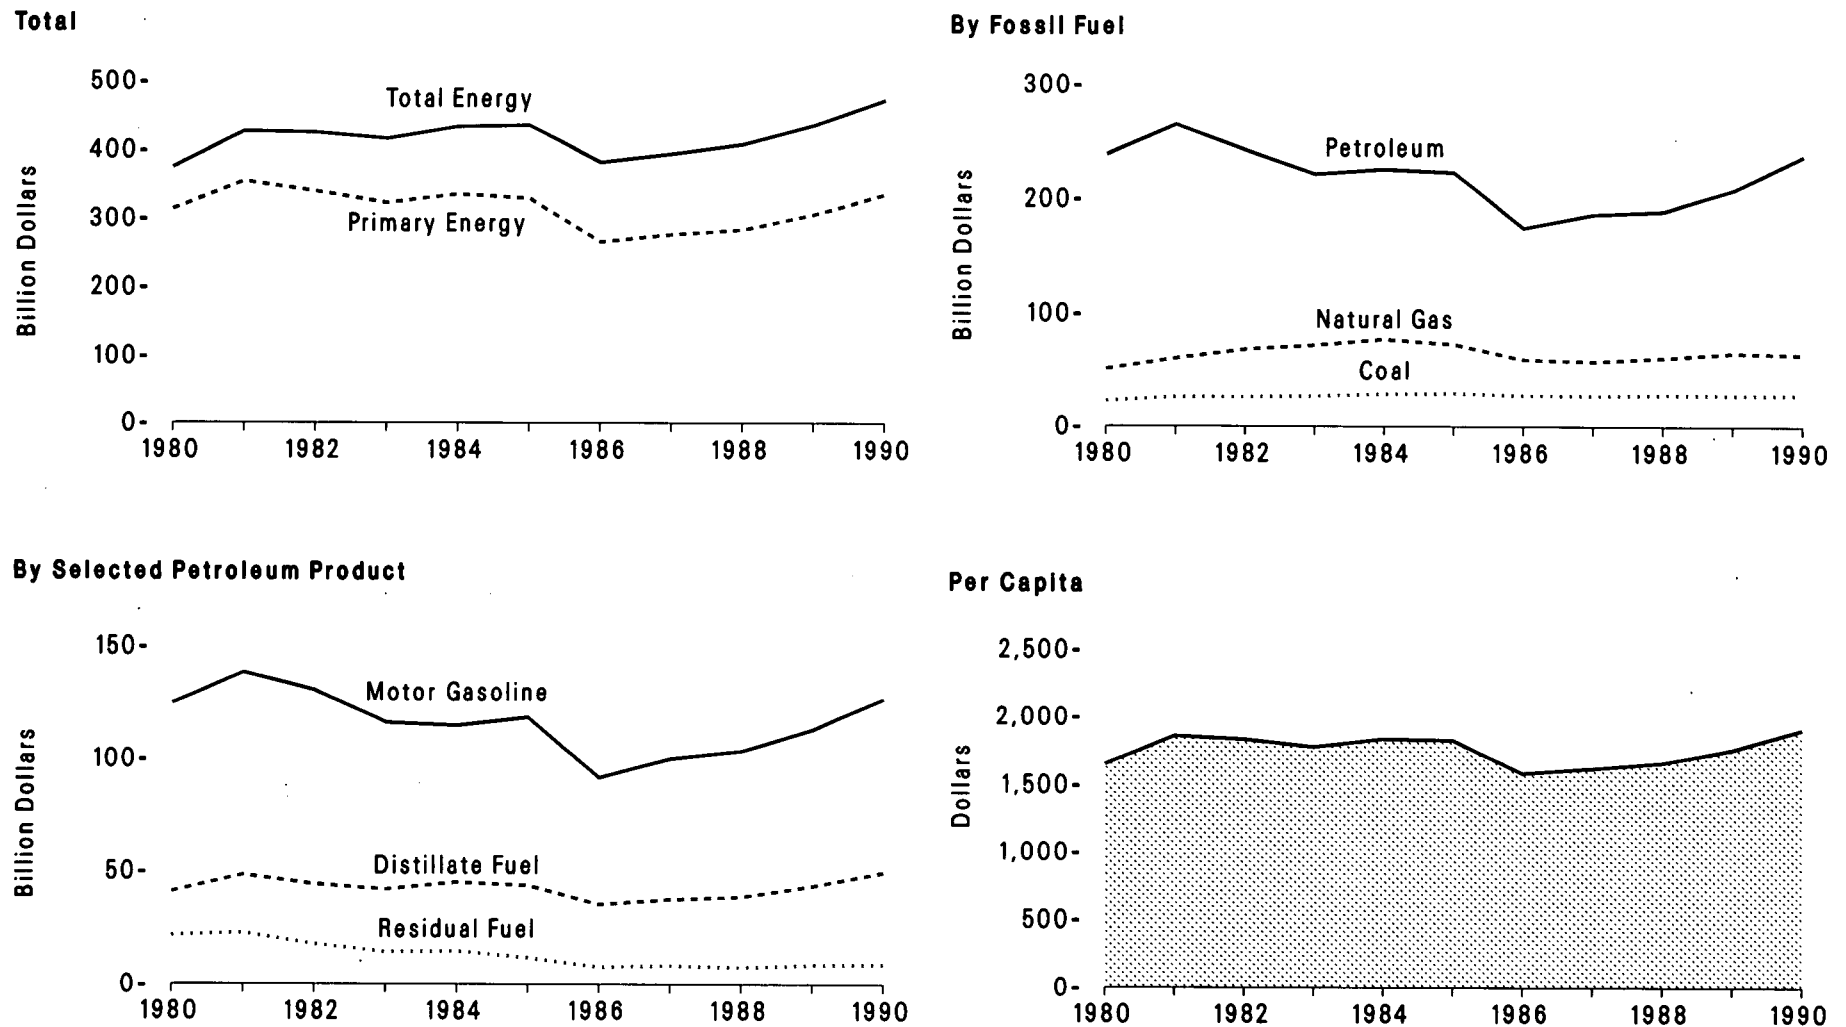 Total
500-
400-
300-
200-
100-
0-
Billion Dollars
Total Energy
Primary Energy
1980 1982 1984 1986 1988 1990
By Fossil Fuel
300-
200-
100-
0-
Billion Dollars
Petroleum
Natural Gas
Coal
1980 1982 1984 1986 1988 1990
By Selected Petroleum Product
150-
100-
50-
0-
Billion Dollars
Motor Gasoline
Distillate Fuel
Residual Fuel
1980 1982 1984 1986 1988 1990
Per Capita
2,500-
2,000-
1,500-
1,000-
500-
0-
Dollars
1980 1982 1984 1986 1988 1990